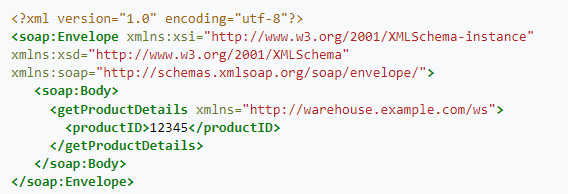 <?xml version="1.0" encoding="utf-8"?>
<soap:Envelope xmlns:xsi="http://www.w3.org/2001/XMLSchema-instance"
xmlns:xsd="http://www.w3.org/2001/XMLSchema"
xmlns:soap="http://schemas.xmlsoap.org/soap/envelope/">
   <soap:Body>
     <getProductDetails xmlns="http://warehouse.example.com/ws">
       <productID>12345</productID>
     </getProductDetails>
   </soap:Body>
</soap:Envelope>